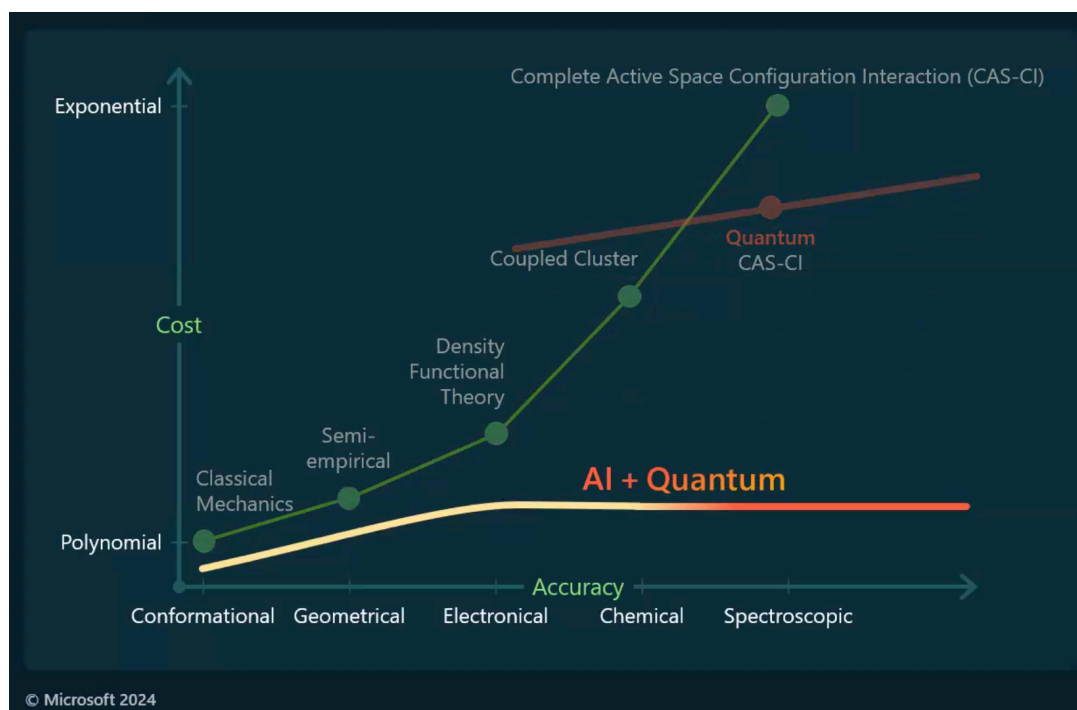 Complete Active Space Configuration Interaction (CAS-CI)
Exponential
Quantum
CAS-CI
Coupled Cluster
Cost
Density
Functional
Theory
Semi-
empirical
AI + Quantum
Classical
Mechanics
Polynomial
Accuracy
Conformational Geometrical Electronical Chemical Spectroscopic
© Microsoft 2024